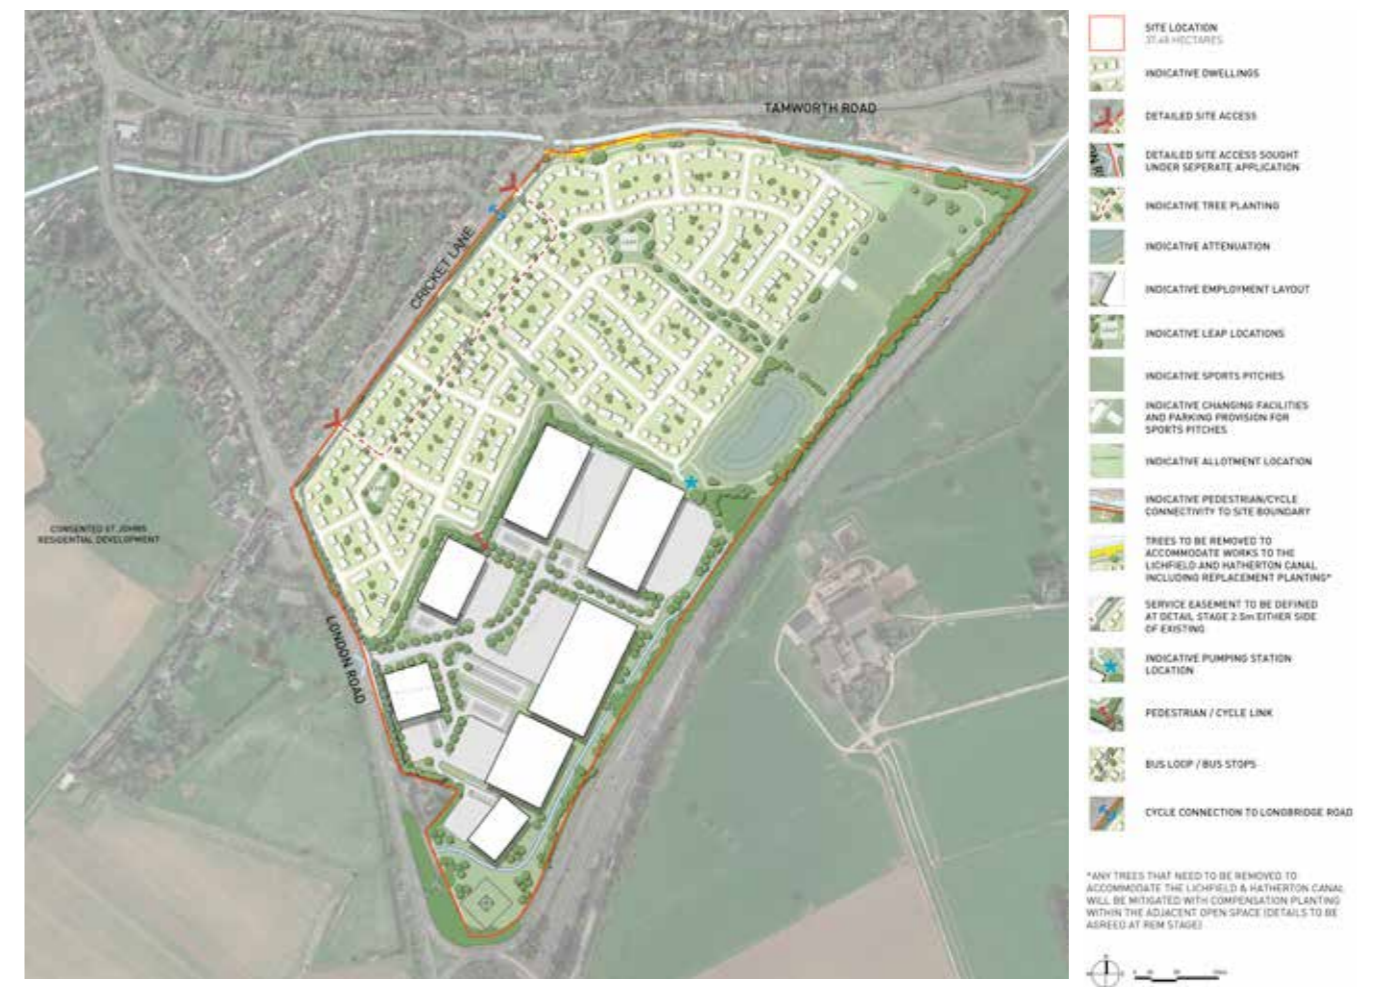 TAMWORTH ROAD
CRICKET LANE
LEAP
CONSENTED ST JOHNS
RESIDENTIAL DEVELOPMENT
LONDON ROAD
SITE LOCATION
37.49 HECTARES
INDICATIVE DWELLINGS
DETAILED SITE ACCESS
DETAILED SITE ACCESS SOUGHT
UNDER SEPERATE APPLICATION
INDICATIVE TREE PLANTING
INDICATIVE ATTENUATION
INDICATIVE EMPLOYMENT LAYOUT
INDICATIVE LEAP LOCATIONS
INDICATIVE SPORTS PITCHES
INDICATIVE CHANGING FACILITIES
AND PARKING PROVISION FOR
SPORTS PITCHES
INDICATIVE ALLOTMENT LOCATION
INDICATIVE PEDESTRIAN/CYCLE
CONNECTIVITY TO SITE BOUNDARY
TREES TO BE REMOVED TO
ACCOMMODATE WORKS TO THE
LICHFIELD AND HATHERTON CANAL
INCLUDING REPLACEMENT PLANTING*
SERVICE EASEMENT TO BE DEFINED
AT DETAIL STAGE 2.5m EITHER SIDE
OF EXISTING
INDICATIVE PUMPING STATION
LOCATION
PEDESTRIAN / CYCLE LINK
BUS LOOP / BUS STOPS
CYCLE CONNECTION TO LONGBRIDGE ROAD
*ANY TREES THAT NEED TO BE REMOVED TO
ACCOMMODATE THE LICHFIELD & HATHERTON CANAL
WILL BE MITIGATED WITH COMPENSATION PLANTING
WITHIN THE ADJACENT OPEN SPACE (DETAILS TO BE
AGREED AT REM STAGE)